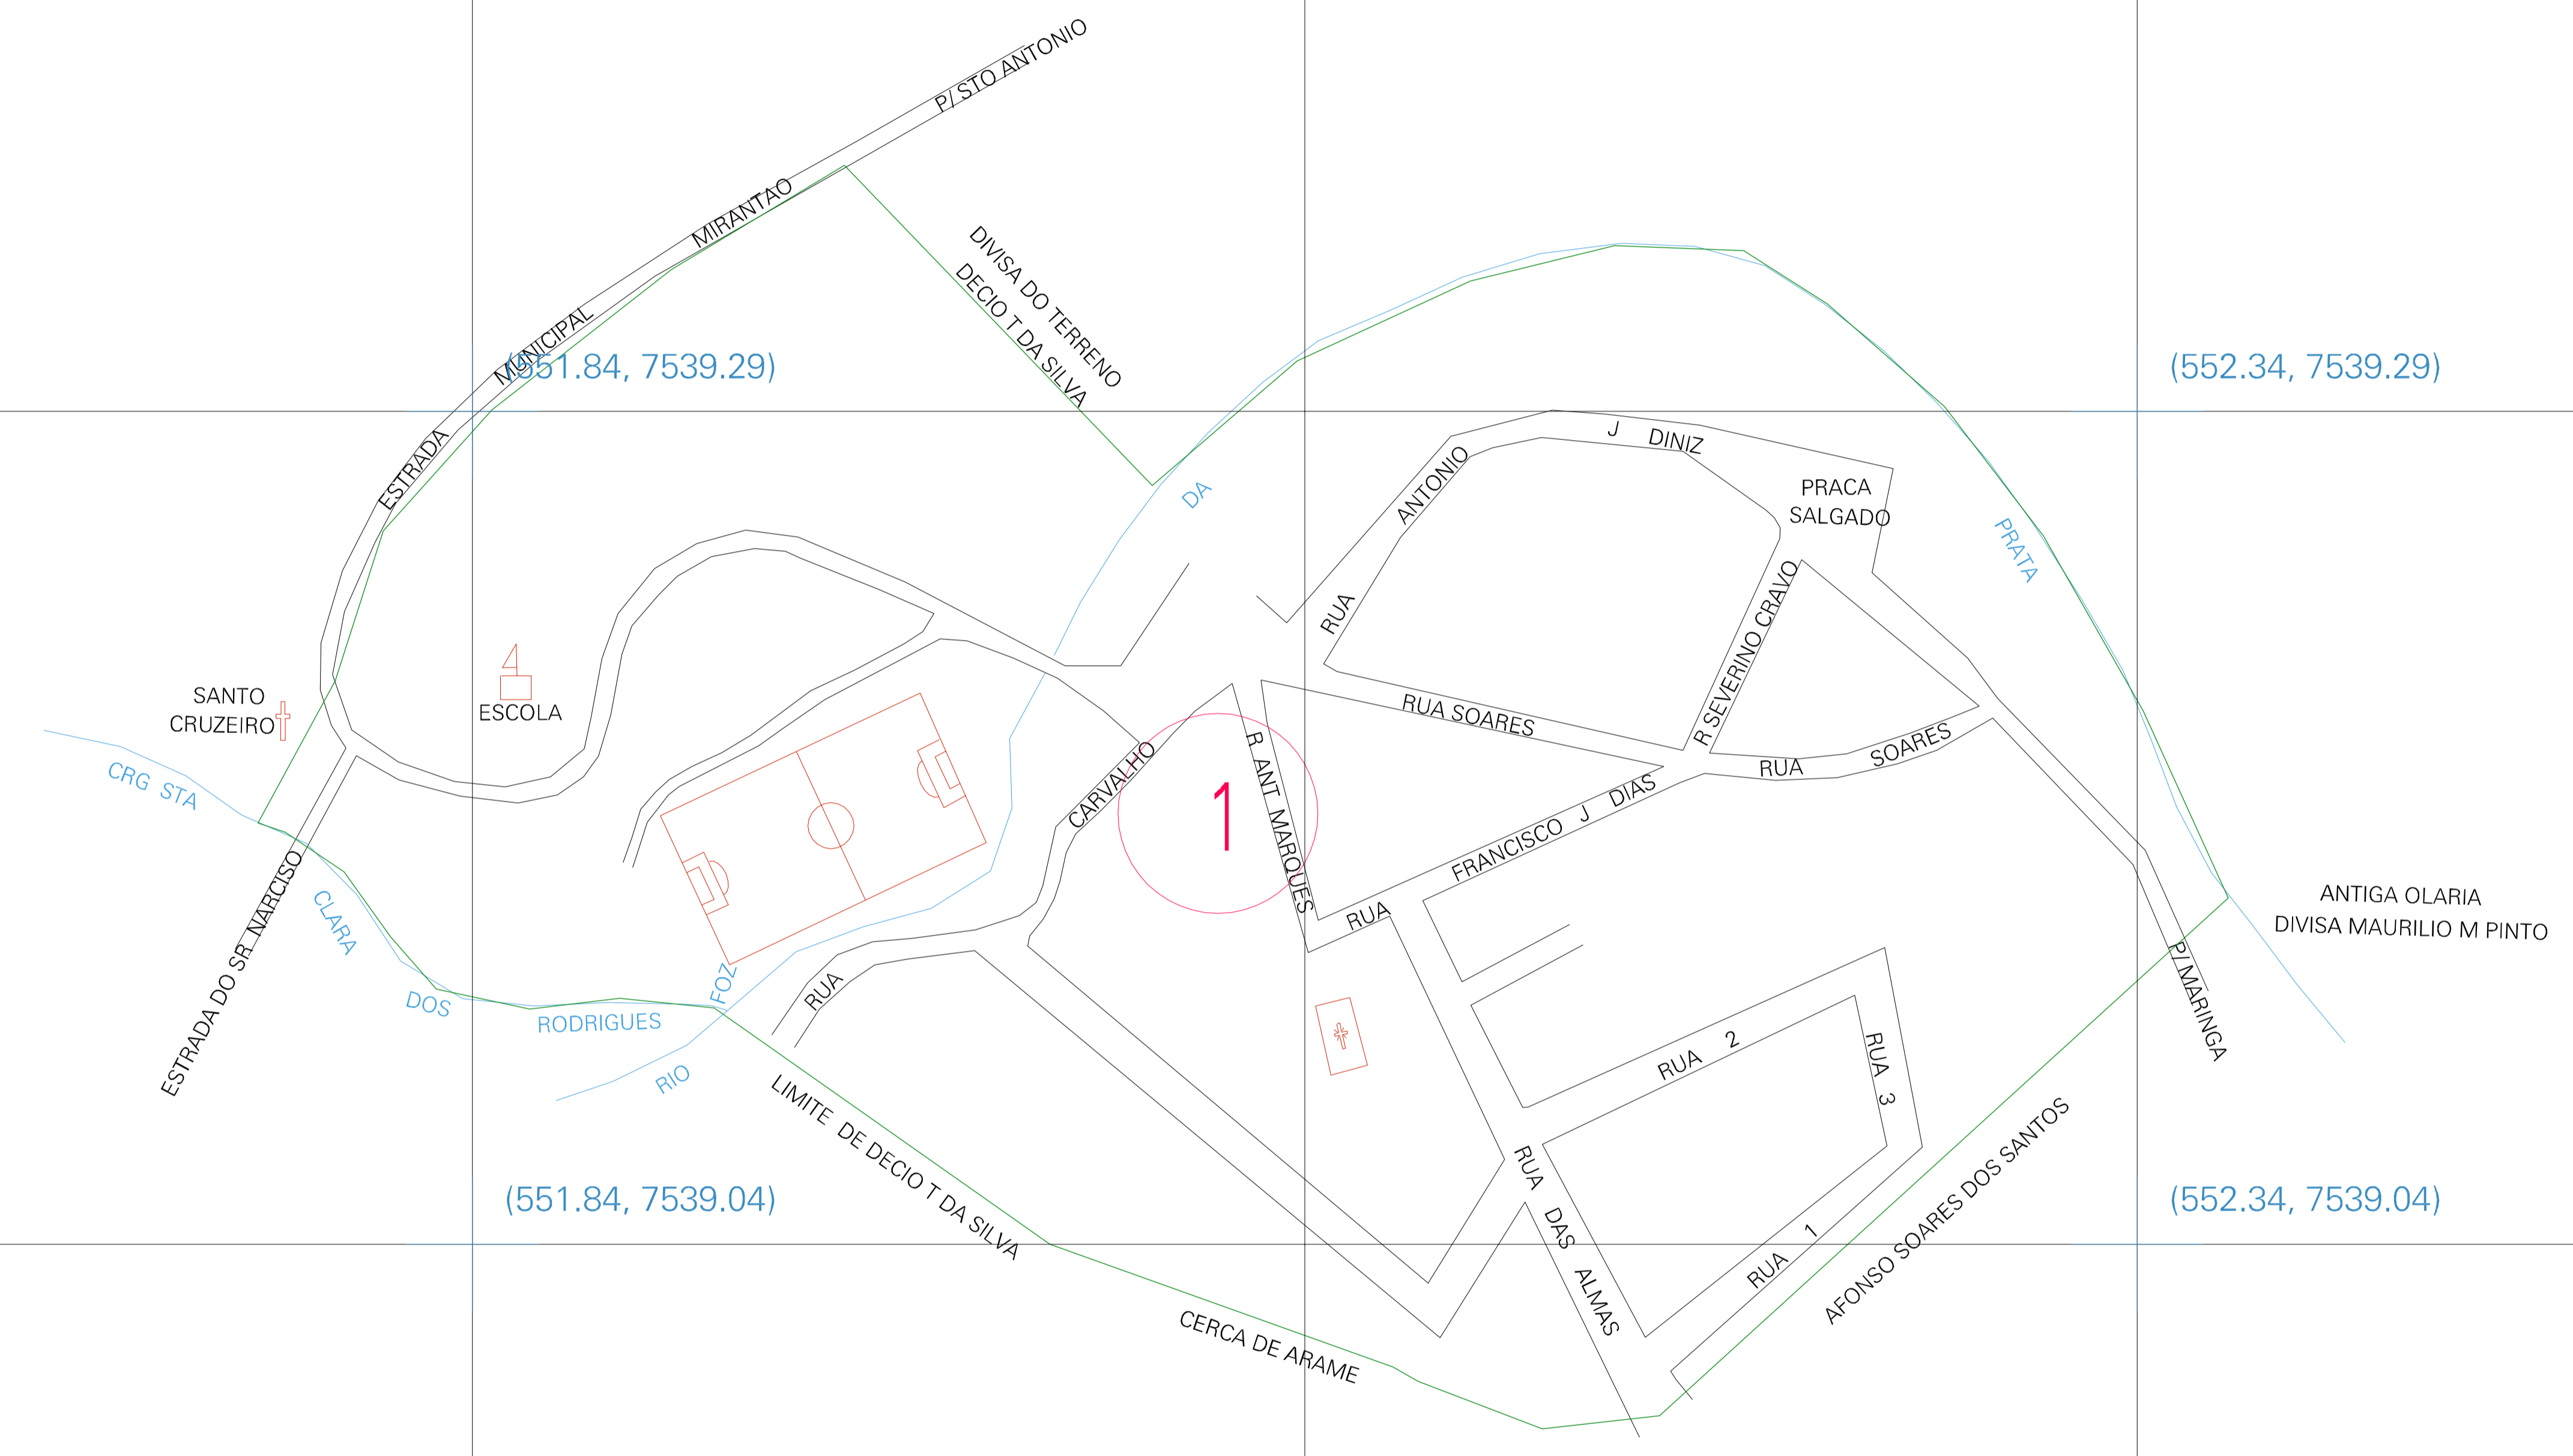 P/ STO ANTONIO
MIRANTAO
MUNICIPAL
ESTRADA
DIVISA DO TERRENO
DECIO T DA SILVA
(551.84, 7539.29)
(552.34, 7539.29)
J DINIZ
ANTONIO
RUA
PRACA
SALGADO
DA
PRATA
R SEVERINO CRAVO
SANTO
CRUZEIRO
ESCOLA
RUA SOARES
RUA SOARES
CRG STA
CARVALHO
R ANT MARQUES
1
FRANCISCO J DIAS
RUA
CLARA
ESTRADA DO SR NARCISO
ANTIGA OLARIA
DIVISA MAURILIO M PINTO
P/ MARINGA
DOS
RODRIGUES
FOZ
RUA
RIO
RUA 2
RUA 3
LIMITE DE DECIO T DA SILVA
RUA DAS ALMAS
RUA 1
AFONSO SOARES DOS SANTOS
(551.84, 7539.04)
(552.34, 7539.04)
CERCA DE ARAME